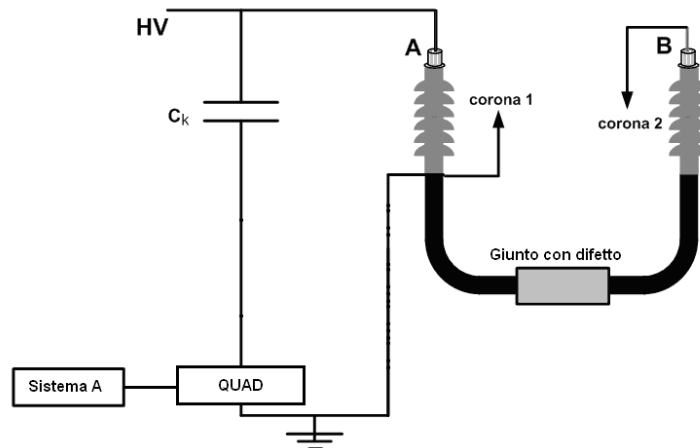 HV
A
B
corona 1
corona 2
Ck
Giunto con difetto
Sistema A
QUAD